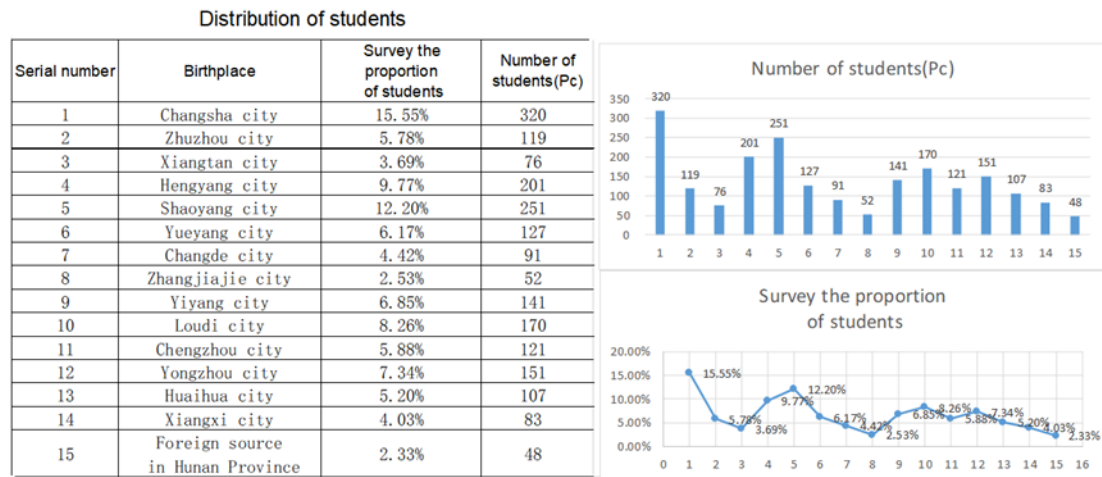 Distribution of students
Serial number Birthplace Survey the proportion of students Number of students(Pc)
1 Changsha city 15.55% 320
2 Zhuzhou city 5.78% 119
3 Xiangtan city 3.69% 76
4 Hengyang city 9.77% 201
5 Shaoyang city 12.20% 251
6 Yueyang city 6.17% 127
7 Changde city 4.42% 91
8 Zhangjiajie city 2.53% 52
9 Yiyang city 6.85% 141
10 Loudi city 8.26% 170
11 Chengzhou city 5.88% 121
12 Yongzhou city 7.34% 151
13 Huaihua city 5.20% 107
14 Xiangxi city 4.03% 83
15 Foreign source in Hunan Province 2.33% 48
Number of students(Pc)
350
300
250
200
150
100
50
0
320 119 76 201 251 127 91 52 141 170 121 151 107 83 48
1 2 3 4 5 6 7 8 9 10 11 12 13 14 15
Survey the proportion
of students
20.00%
15.00%
10.00%
5.00%
0.00%
15.55% 5.78% 3.69% 9.77% 12.20% 6.17% 4.42% 2.53% 6.85% 8.26% 5.88% 7.34% 5.20% 4.03% 2.33%
0 1 2 3 4 5 6 7 8 9 10 11 12 13 14 15 16